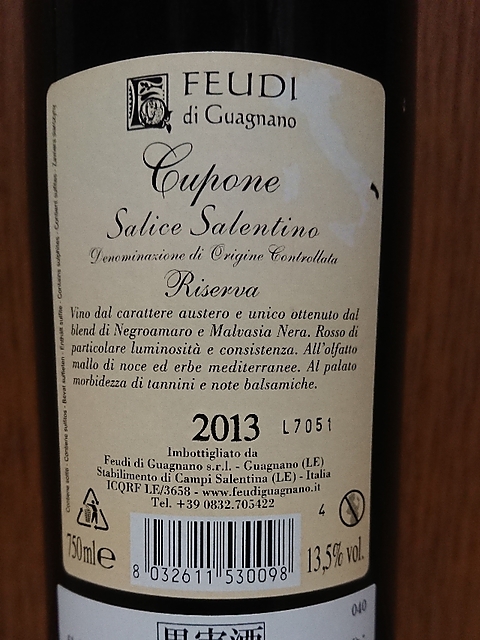 FEUDI
di Guagnano
Cupone
Salice Salentino
Denominazione di Origine Controllata
Riserva
Vino dal carattere austero e unico ottenuto dal
blend di Negroamaro e Malvasia Nera. Rosso di
particolare luminosità e consistenza. All'olfatto
mallo di noce ed erbe mediterranee. Al palato
morbidezza di tannini e note balsamiche.
2013 L7051
Imbottigliato da
Feudi di Guagnano s.r.l. - Guagnano (LE)
Stabilimento di Campi Salentina (LE) - Italia
ICQRF LE/3658 - www.feudiguagnano.it
Tel. +39 0832.705422
4
750ml e
13,5% vol.
8 032611 530098
040
果実酒